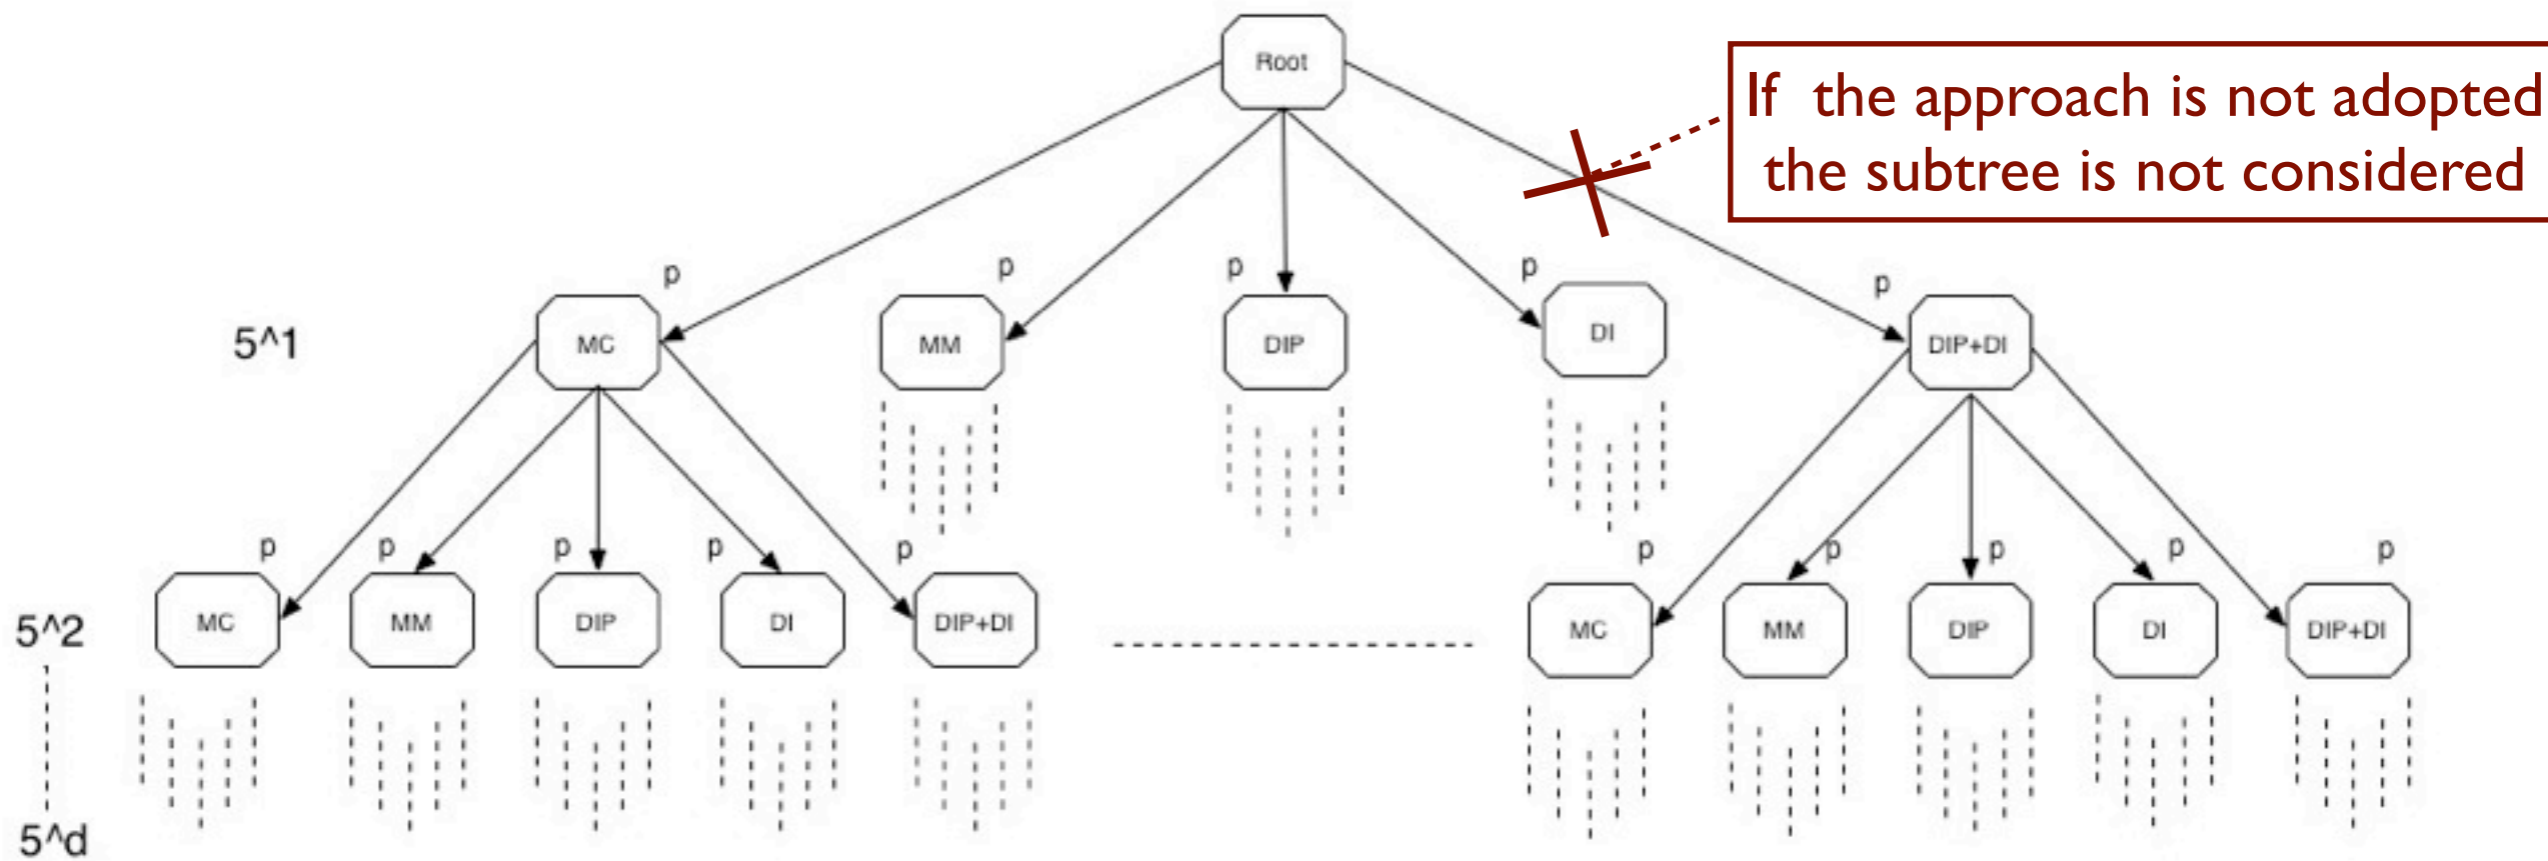 Root
If the approach is not adopted
the subtree is not considered
p p p p p
5^1 MC MM DIP DI DIP+DI
p p p p p p p p p p
5^2 MC MM DIP DI DIP+DI MC MM DIP DI DIP+DI
5^d